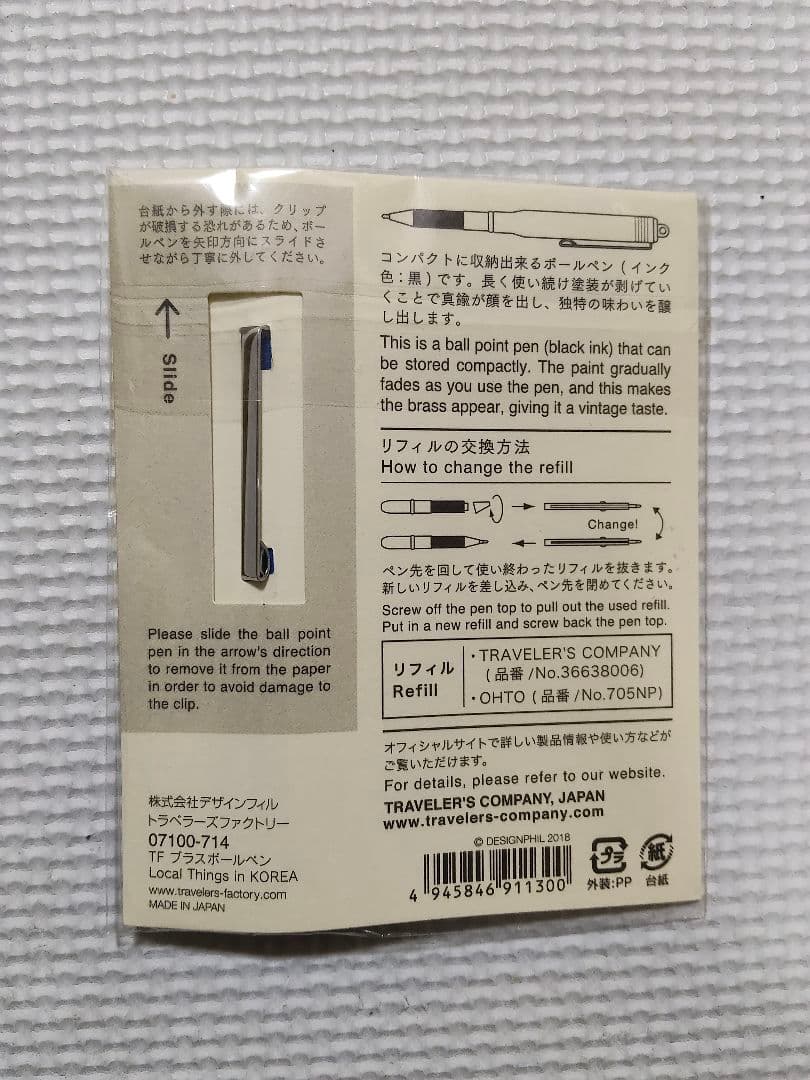 台紙から外す際には、クリップ
が破損する恐れがあるため、ボー
ルペンを矢印方向にスライドさ
せながら丁寧に外してください。
Slide
Please slide the ball point
pen in the arrow's direction
to remove it from the paper
in order to avoid damage to
the clip.
株式会社デザインフィル
トラベラーズファクトリー
07100-714
TF ブラスボールペン
Local Things in KOREA
www.travelers-factory.com
MADE IN JAPAN
コンパクトに収納出来るボールペン (インク
色:黒) です。長く使い続け塗装が剥げてい
くことで真鍮が顔を出し、独特の味わいを醸
し出します。
This is a ball point pen (black ink) that can
be stored compactly. The paint gradually
fades as you use the pen, and this makes
the brass appear, giving it a vintage taste.
リフィルの交換方法
How to change the refill
Change!
ペン先を回して使い終わったリフィルを抜きます。
新しいリフィルを差し込み、ペン先を閉めてください。
Screw off the pen top to pull out the used refill.
Put in a new refill and screw back the pen top.
リフィル
Refill
・TRAVELER'S COMPANY
(品番/No.36638006)
・OHTO (品番/No.705NP)
オフィシャルサイトで詳しい製品情報や使い方などが
ご覧いただけます。
For details, please refer to our website.
TRAVELER'S COMPANY, JAPAN
www.travelers-company.com
© DESIGNPHIL 2018
4 945846 911300
プラ
外装:PP
紙
台紙